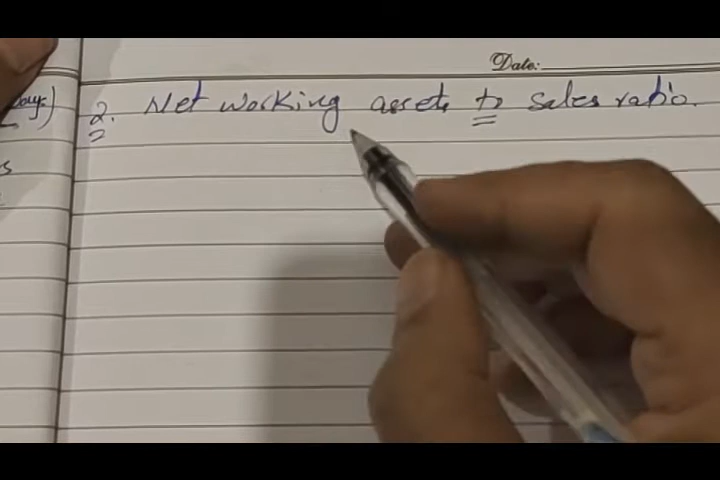 Date:
2. Net working assets to sales ratio.